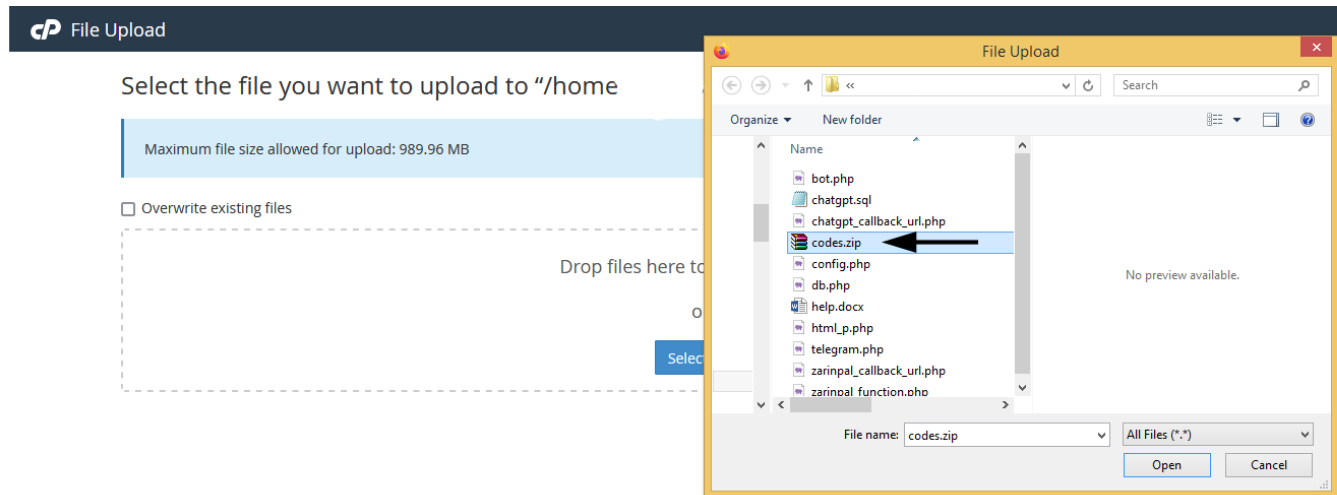 cP File Upload
Select the file you want to upload to “/home
Maximum file size allowed for upload: 989.96 MB
Overwrite existing files
Drop files here to
o
Selec
File Upload
«
Search
Organize
New folder
Name
bot.php
chatgpt.sql
chatgpt_callback_url.php
codes.zip
config.php
db.php
help.docx
html_p.php
telegram.php
zarinpal_callback_url.php
zarinpal_function.php
No preview available.
File name:
codes.zip
All Files (*.*)
Open
Cancel